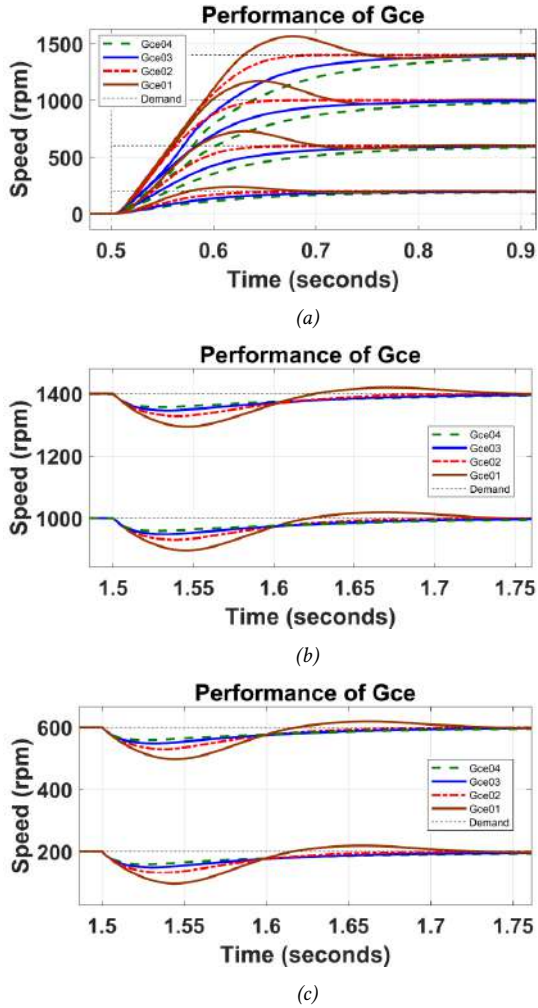 Performance of Gce
Speed (rpm)
1500
1000
500
0
Gce04
Gce03
Gce02
Gce01
Demand
0.5 0.6 0.7 0.8 0.9
Time (seconds)
(a)
Performance of Gce
Speed (rpm)
1400
1200
1000
Gce04
Gce03
Gce02
Gce01
Demand
1.5 1.55 1.6 1.65 1.7 1.75
Time (seconds)
(b)
Performance of Gce
Speed (rpm)
600
400
200
Gce04
Gce03
Gce02
Gce01
Demand
1.5 1.55 1.6 1.65 1.7 1.75
Time (seconds)
(c)